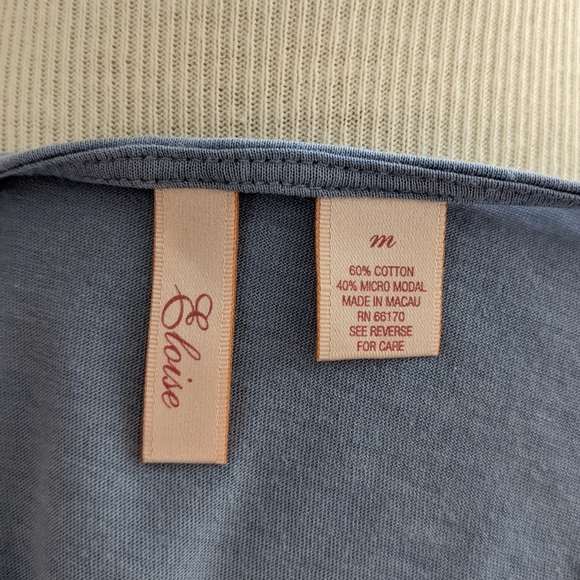 Eloise
m
60% COTTON
40% MICRO MODAL
MADE IN MACAU
RN 66170
SEE REVERSE
FOR CARE